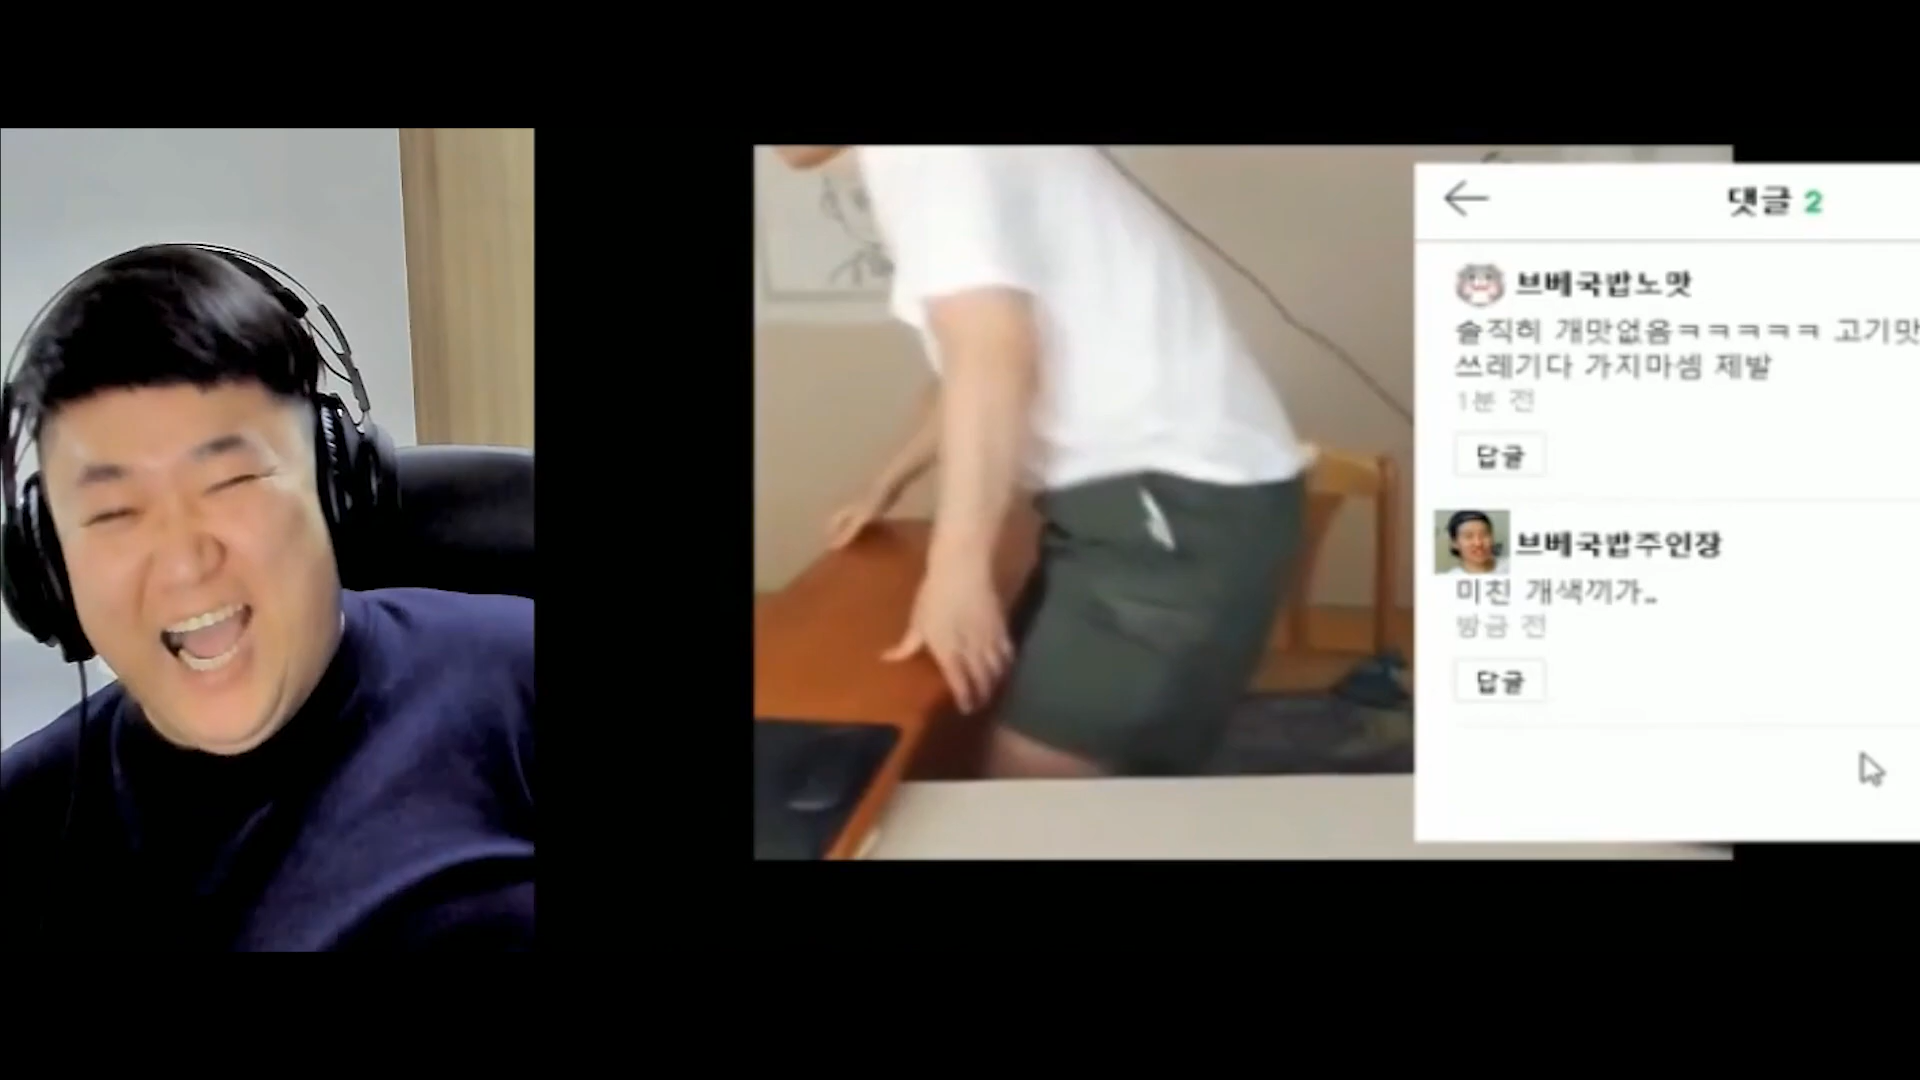 댓글 2
브베국밥노맛
솔직히 개맛없음ㅋㅋㅋㅋㅋ 고기맛
쓰레기다 가지마셈 제발
1분 전
답글
브베국밥주인장
미친 개색끼가..
방금 전
답글